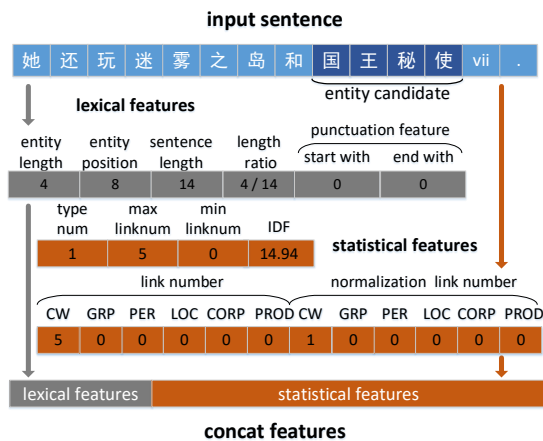 input sentence
她 还 玩 迷 雾 之 岛 和 国 王 秘 使 vii .
lexical features
entity candidate
punctuation feature
entity length entity position sentence length length ratio start with end with
4 8 14 4 / 14 0 0
type num max linknum min linknum IDF
statistical features
1 5 0 14.94
link number normalization link number
CW GRP PER LOC CORP PROD CW GRP PER LOC CORP PROD
5 0 0 0 0 0 1 0 0 0 0 0
lexical features statistical features
concat features